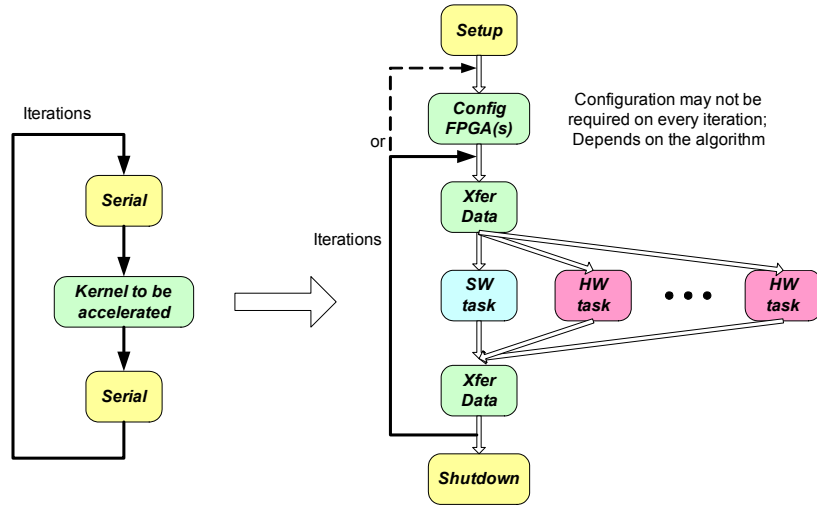 Iterations
Serial
Kernel to be
accelerated
Serial
Setup
Config
FPGA(s)
Configuration may not be
required on every iteration;
Depends on the algorithm
or
Xfer
Data
Iterations
SW
task
HW
task
HW
task
Xfer
Data
Shutdown